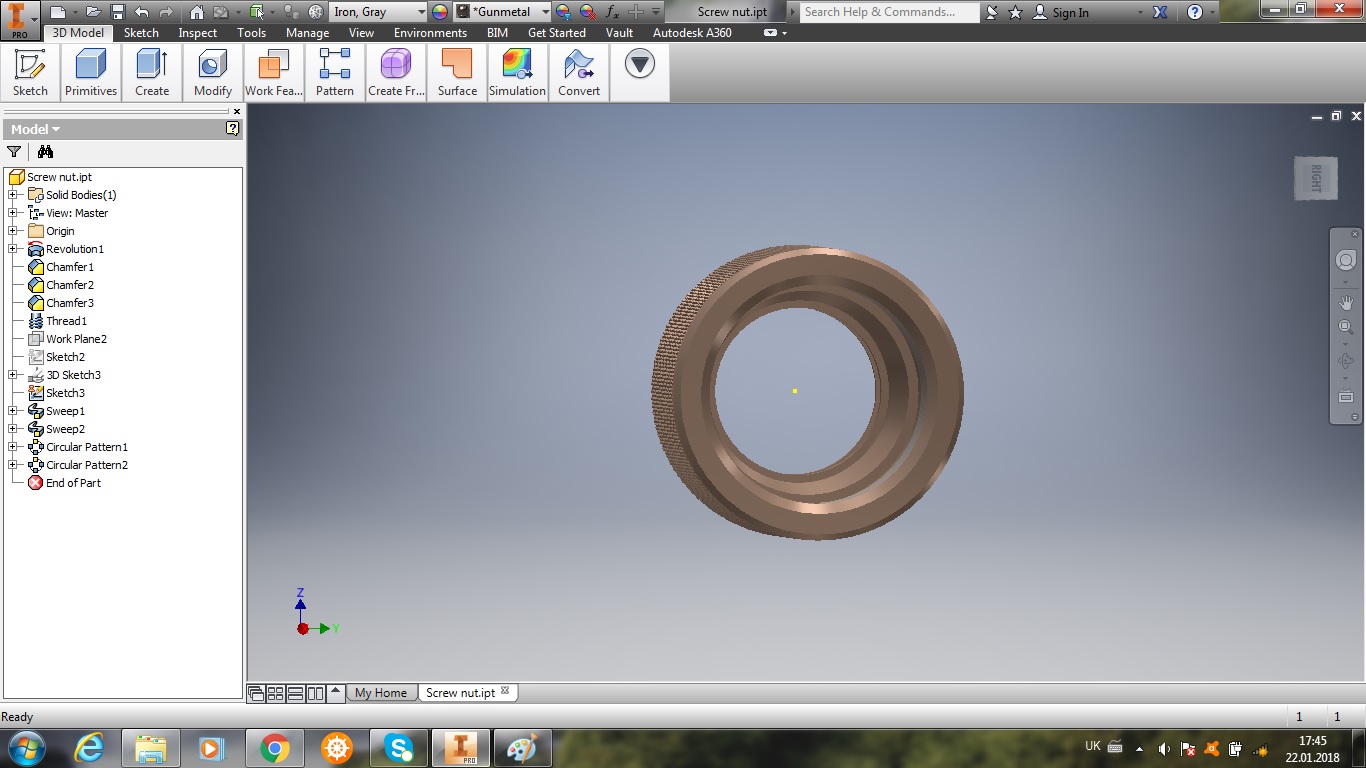 PRO
Iron, Gray
*Gunmetal
fx
Screw nut.ipt
Search Help & Commands...
Sign In
3D Model
Sketch
Inspect
Tools
Manage
View
Environments
BIM
Get Started
Vault
Autodesk A360
Sketch
Primitives
Create
Modify
Work Fea...
Pattern
Create Fr...
Surface
Simulation
Convert
Model
Screw nut.ipt
Solid Bodies(1)
View: Master
Origin
Revolution1
Chamfer1
Chamfer2
Chamfer3
Thread1
Work Plane2
Sketch2
3D Sketch3
Sketch3
Sweep1
Sweep2
Circular Pattern1
Circular Pattern2
End of Part
RIGHT
Z
Y
My Home
Screw nut.ipt
Ready
1
1
PRO
UK
17:45
22.01.2018